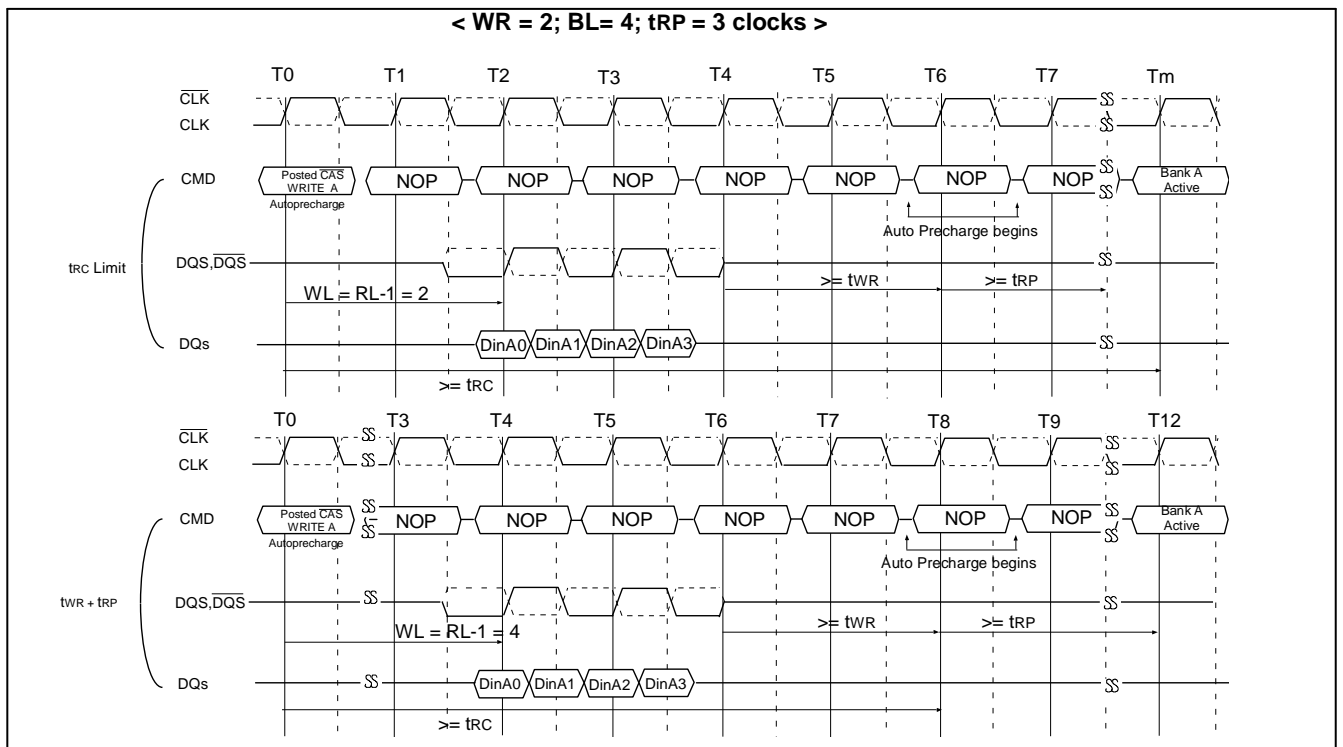 < WR = 2; BL= 4; tRP = 3 clocks >
T0 T1 T2 T3 T4 T5 T6 T7 Tm
CLK
CLK
CMD
Posted CAS
WRITE A
Autoprecharge
NOP NOP NOP NOP NOP NOP NOP
Bank A
Active
Auto Precharge begins
tRC Limit
DQS,DQS
>= tWR >= tRP
WL = RL-1 = 2
DQs
DinA0 DinA1 DinA2 DinA3
>= tRC
T0 T3 T4 T5 T6 T7 T8 T9 T12
CLK
CLK
CMD
Posted CAS
WRITE A
Autoprecharge
NOP NOP NOP NOP NOP NOP NOP
Bank A
Active
Auto Precharge begins
tWR + tRP
DQS,DQS
>= tWR >= tRP
WL = RL-1 = 4
DQs
DinA0 DinA1 DinA2 DinA3
>= tRC